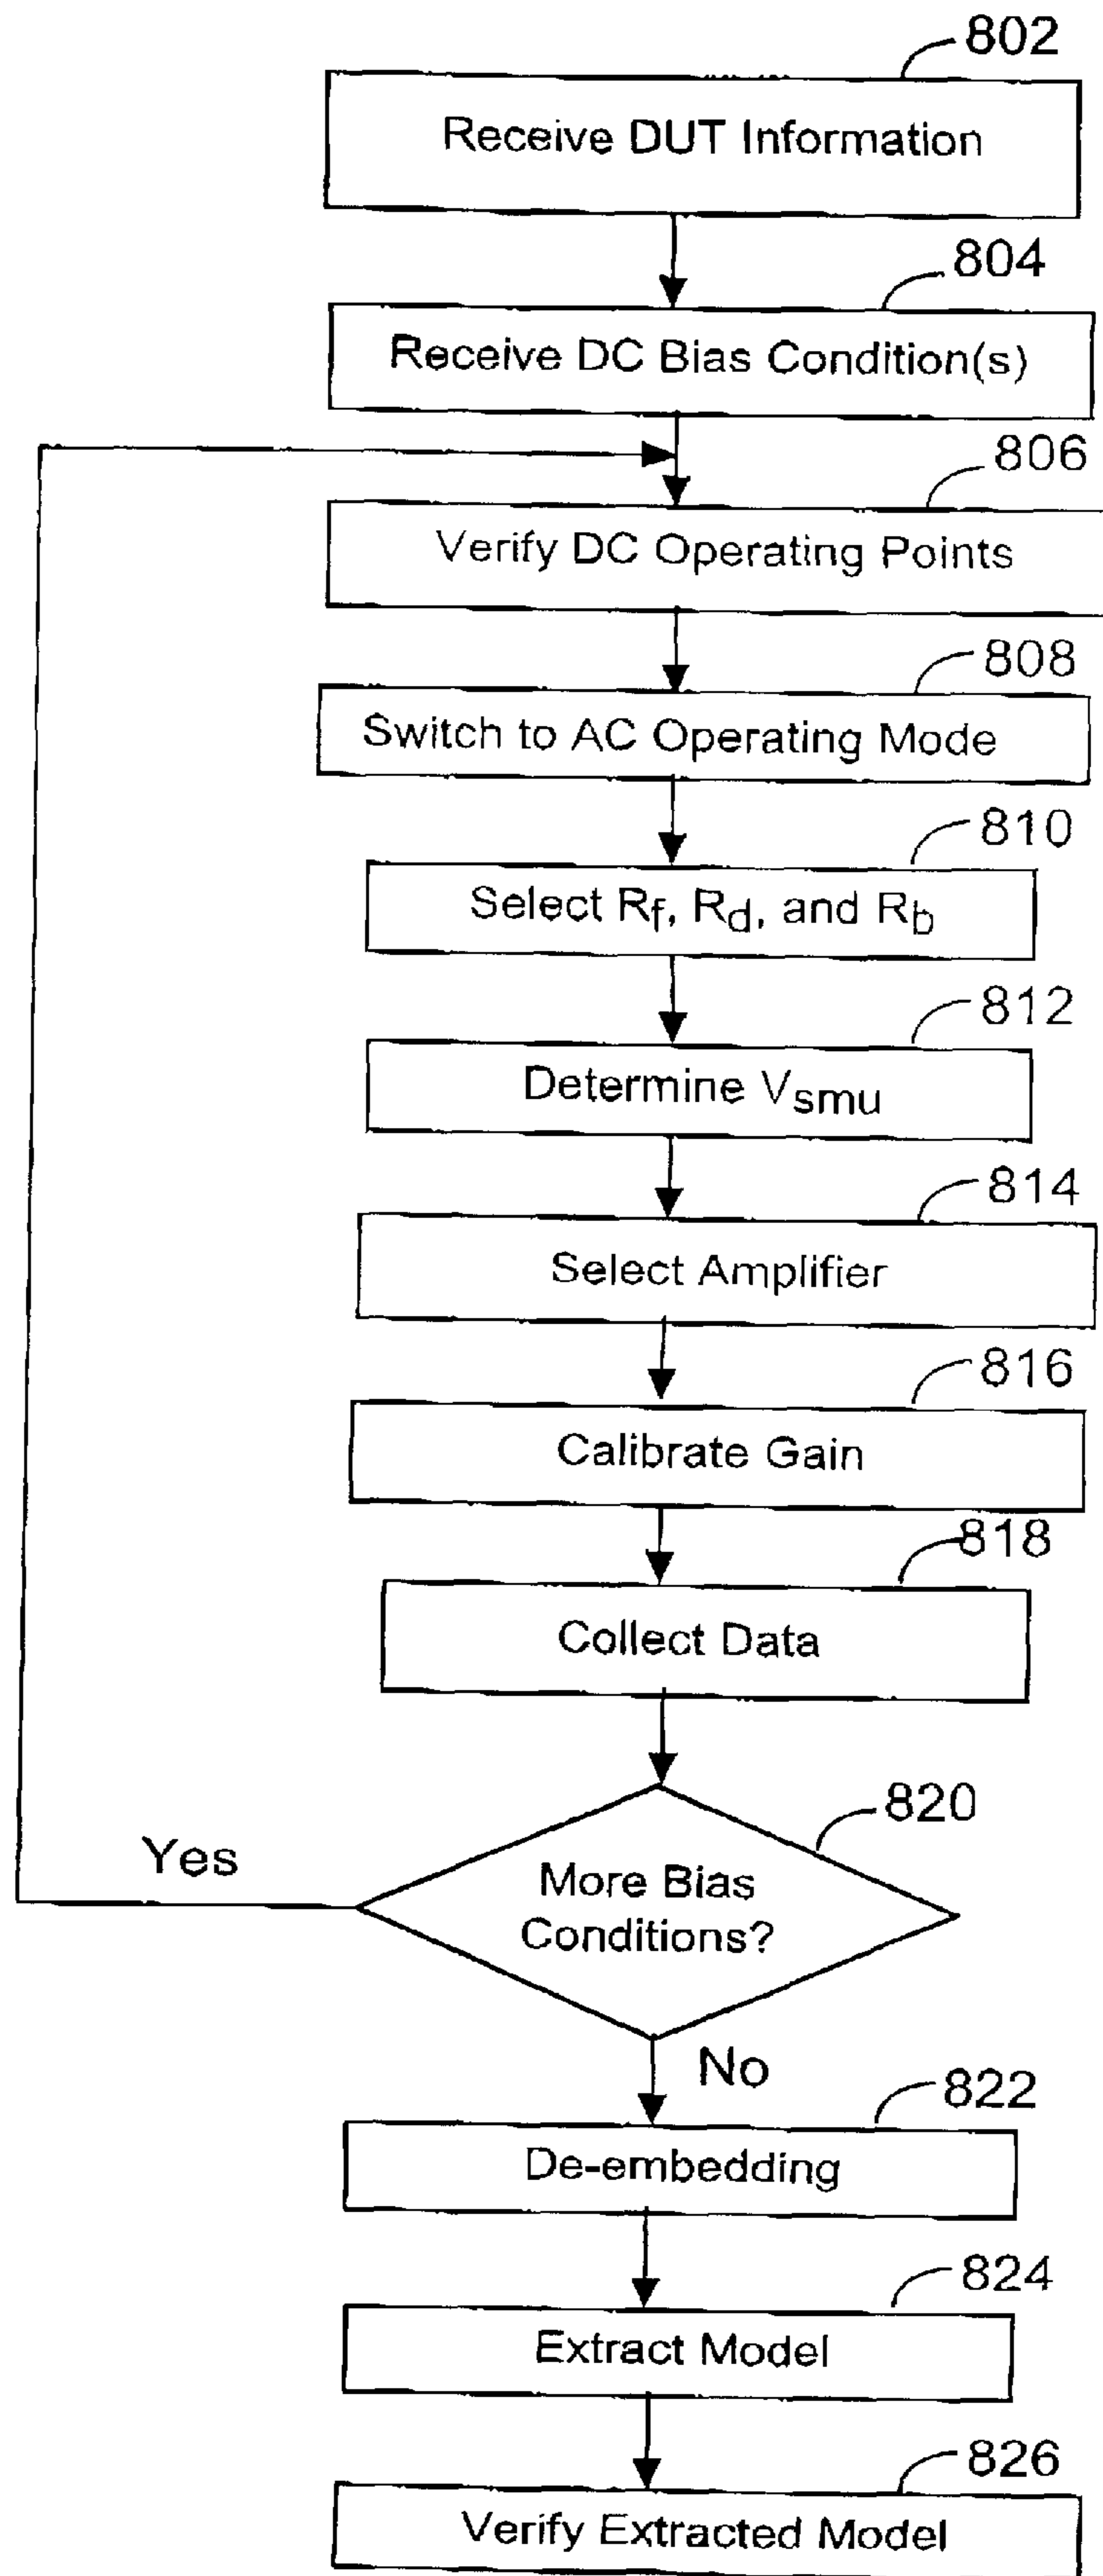 802
Receive DUT Information
804
Receive DC Bias Condition(s)
806
Verify DC Operating Points
808
Switch to AC Operating Mode
810
Select Rf, Rd, and Rb
812
Determine Vsmu
814
Select Amplifier
816
Calibrate Gain
818
Collect Data
820
Yes
More Bias
Conditions?
No
822
De-embedding
824
Extract Model
826
Verify Extracted Model